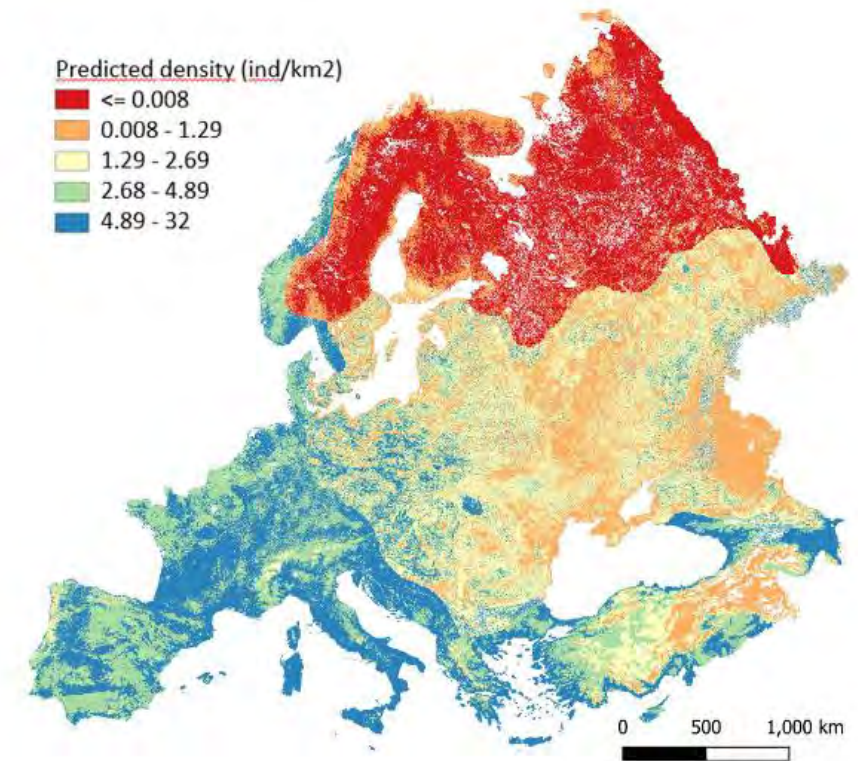 Predicted density (ind/km2)
<= 0.008
0.008 - 1.29
1.29 - 2.69
2.68 - 4.89
4.89 - 32
0 500 1,000 km